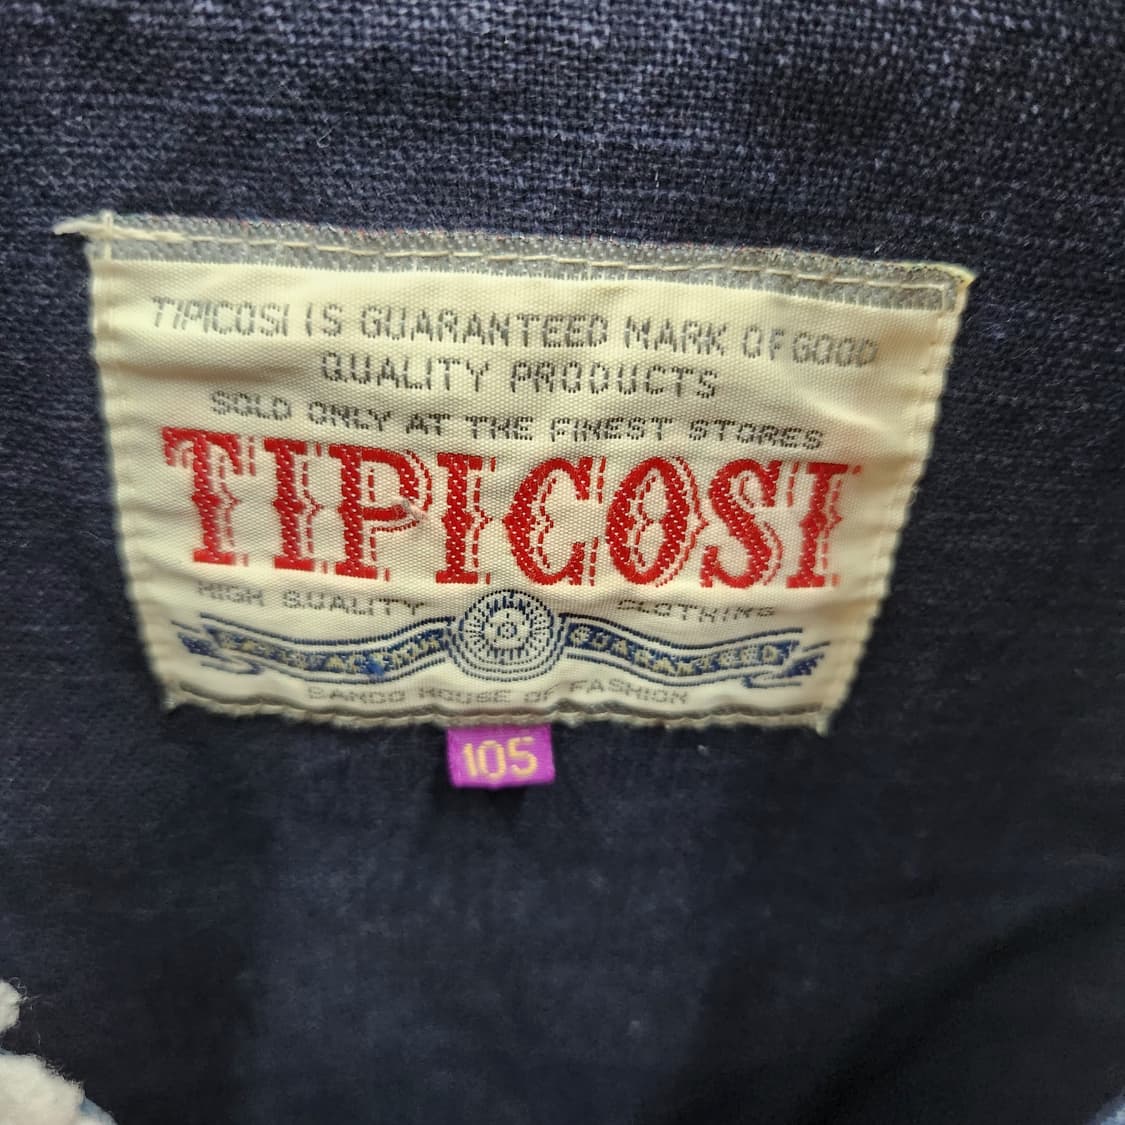 TIPICOSI IS GUARANTEED MARK OF GOOD
QUALITY PRODUCTS
SOLD ONLY AT THE FINEST STORES
TIPICOSI
HIGH QUALITY CLOTHING
GUARANTEED
BANCO HOUSE OF FASHION
105